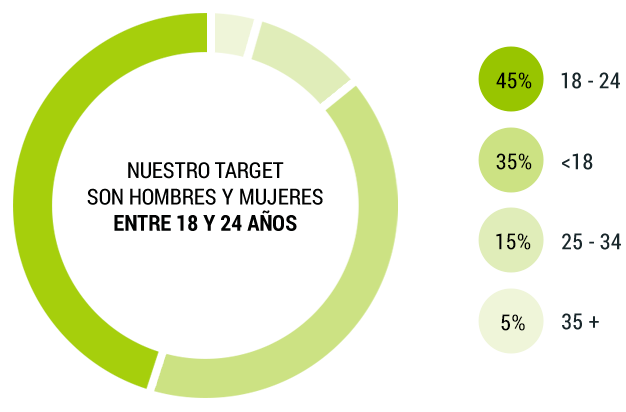 NUESTRO TARGET
SON HOMBRES Y MUJERES
ENTRE 18 Y 24 AÑOS
45% 18 - 24
35% <18
15% 25 - 34
5% 35 +